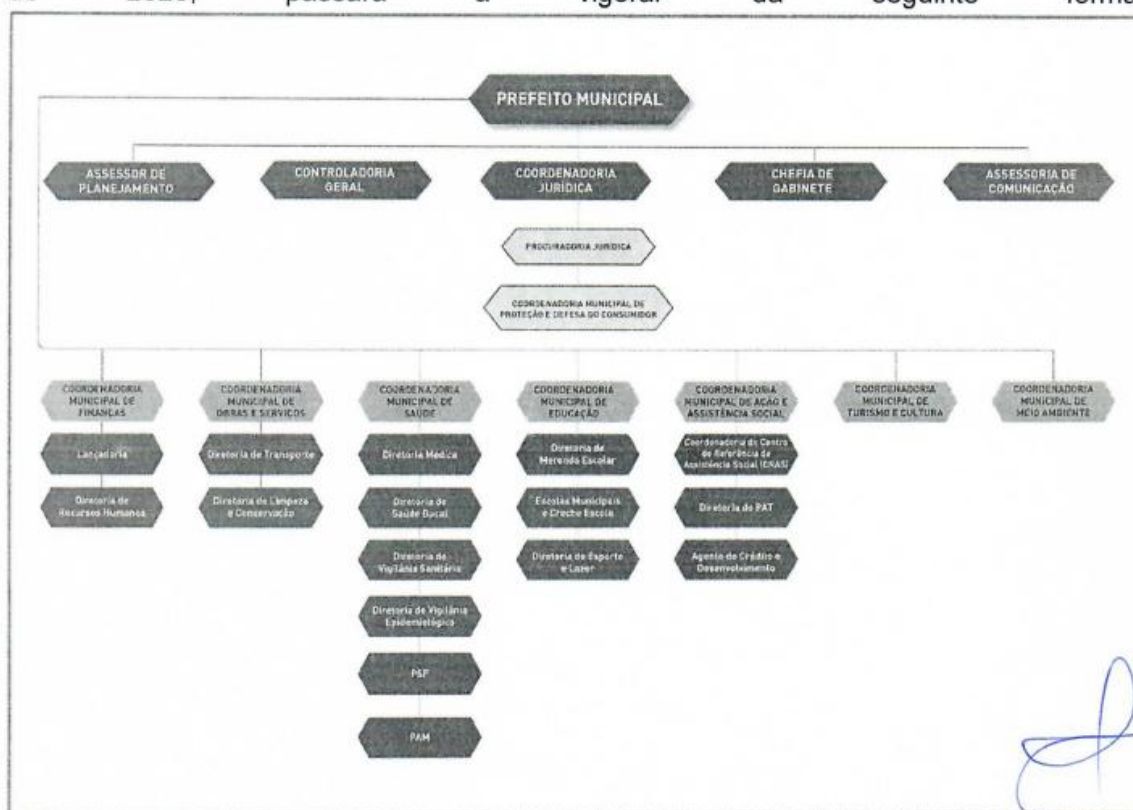 2023, passará a vigorar da seguinte forma
PREFEITO MUNICIPAL
ASSESSOR DE
PLANEJAMENTO
CONTROLADORIA
GERAL
COORDENADORIA
JURÍDICA
CHEFIA DE
GABINETE
ASSESSORIA DE
COMUNICAÇÃO
PROCURADORIA JURÍDICA
COORDENADORIA MUNICIPAL DE
PROTEÇÃO E DEFESA DO CONSUMIDOR
COORDENADORIA
MUNICIPAL DE
FINANÇAS
COORDENADORIA
MUNICIPAL DE
OBRAS E SERVIÇOS
COORDENADORIA
MUNICIPAL DE
SAÚDE
COORDENADORIA
MUNICIPAL DE
EDUCAÇÃO
COORDENADORIA
MUNICIPAL DE AÇÃO E
ASSISTÊNCIA SOCIAL
COORDENADORIA
MUNICIPAL DE
TURISMO E CULTURA
COORDENADORIA
MUNICIPAL DE
MEIO AMBIENTE
Lançadoria
Diretoria de Transporte
Diretoria Médica
Diretoria de
Merenda Escolar
Coordenadoria do Centro
de Referência da
Assistência Social (CRAS)
Diretoria de
Recursos Humanos
Diretoria de Limpeza
e Conservação
Diretoria de
Saúde Bucal
Escolas Municipais
e Creche Escola
Diretoria do PAT
Diretoria de
Vigilânia Sanitária
Diretoria de Esporte
e Lazer
Agente de Crédito e
Desenvolvimento
Diretoria de Vigilânia
Epidemiológica
PSF
PAM